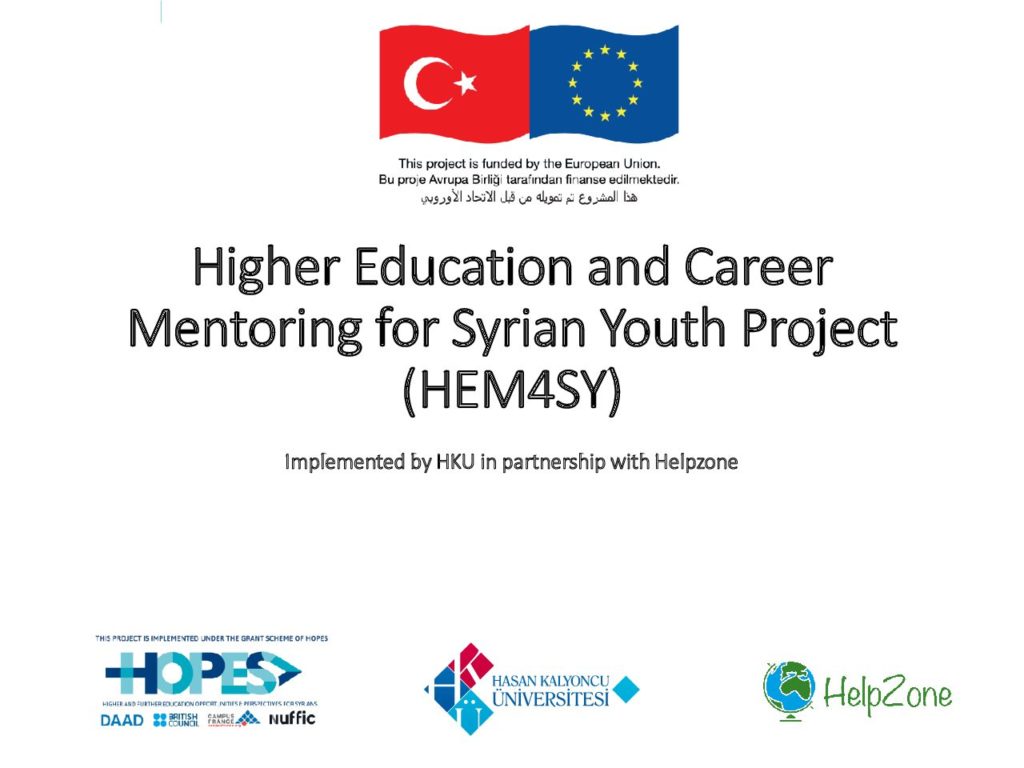 This project is funded by the European Union.
Bu proje Avrupa Birliği tarafından finanse edilmektedir.
هذا المشروع تم تمويله من قبل الاتحاد الأوروبي
Higher Education and Career
Mentoring for Syrian Youth Project
(HEM4SY)
Implemented by HKU in partnership with Helpzone
THIS PROJECT IS IMPLEMENTED UNDER THE GRANT SCHEME OF HOPES
HOPES
HIGHER AND FURTHER EDUCATION OPPORTUNITIES & PERSPECTIVES FOR SYRIANS
DAAD BRITISH COUNCIL CAMPUS FRANCE nuffic
HASAN KALYONCU
ÜNİVERSİTESİ
HelpZone